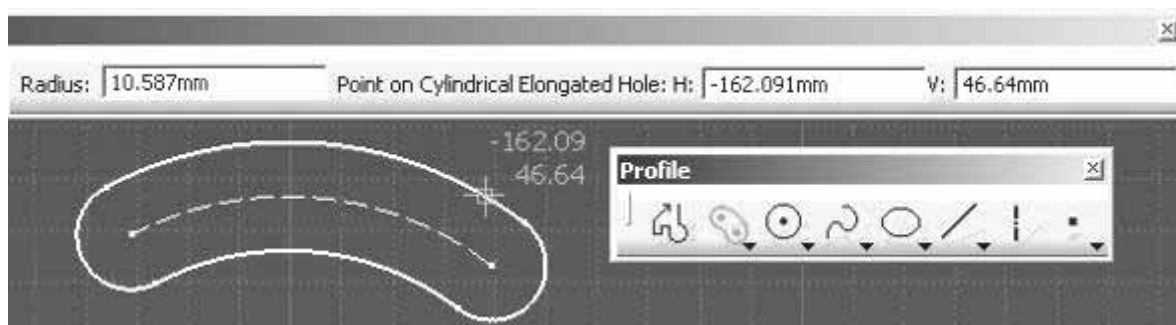 Radius: 10.587mm Point on Cylindrical Elongated Hole: H: -162.091mm V: 46.64mm
-162.09
46.64
Profile